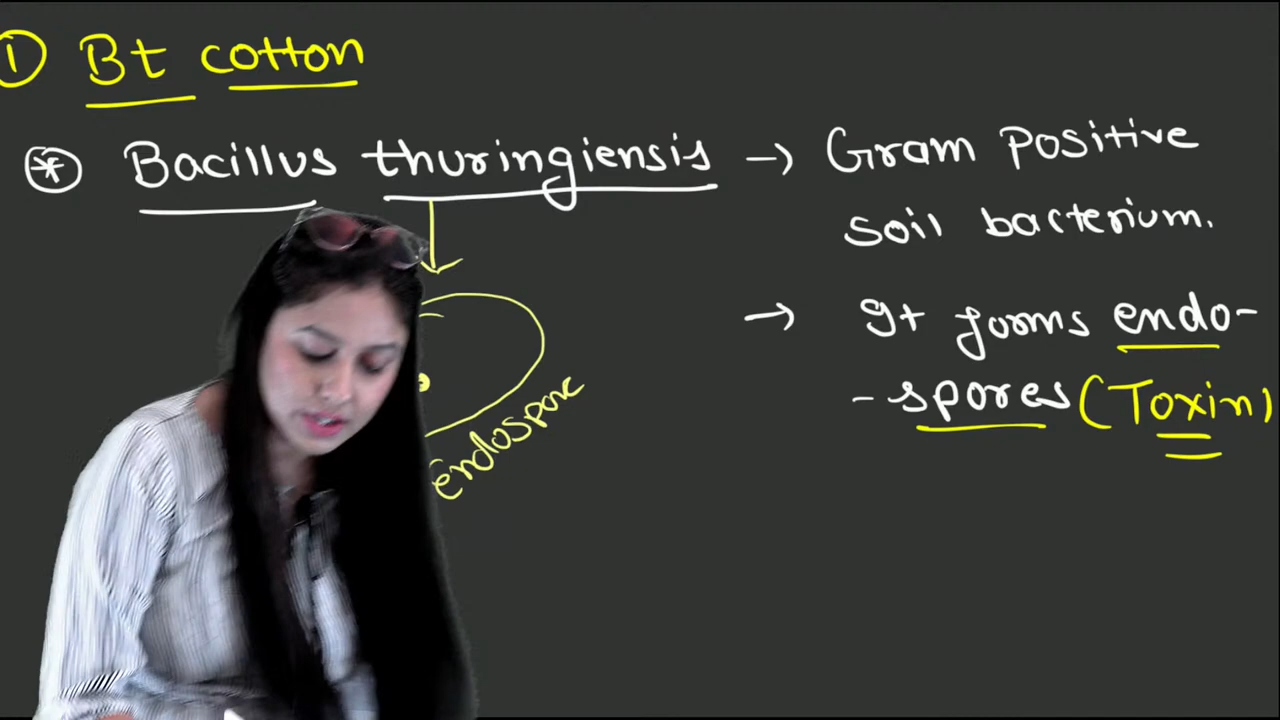 ① Bt cotton
* Bacillus thuringiensis → Gram Positive
soil bacterium.
→ It forms endo-
-spores (Toxin)
endospore